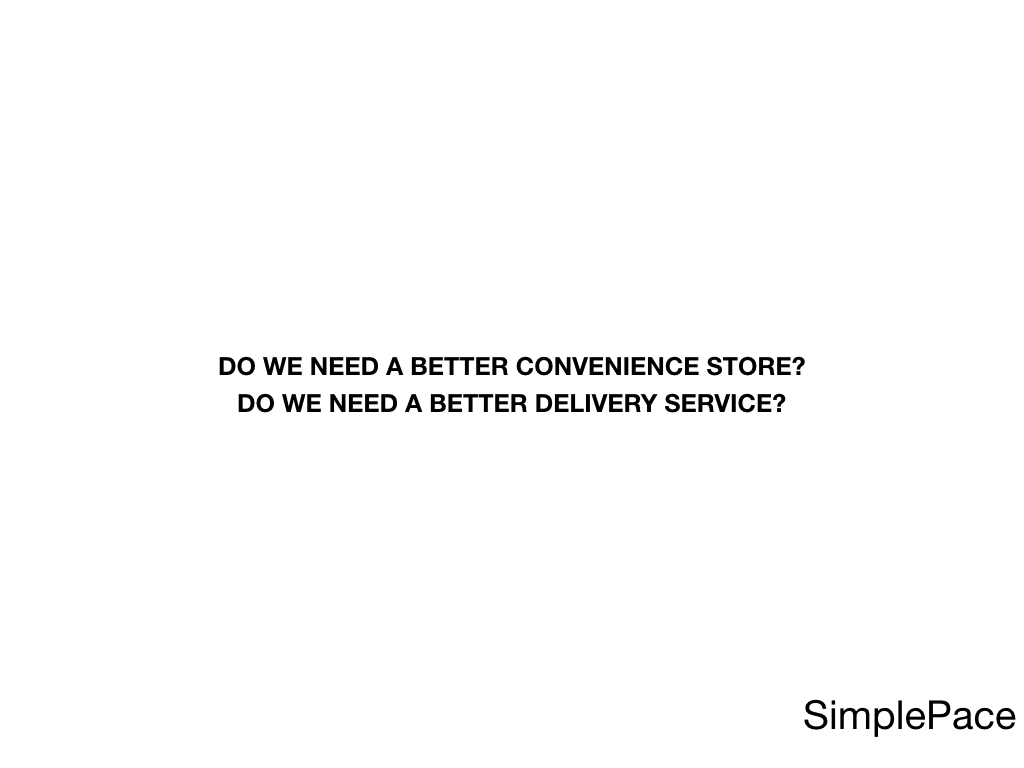 DO WE NEED A BETTER CONVENIENCE STORE?
DO WE NEED A BETTER DELIVERY SERVICE?
SimplePace